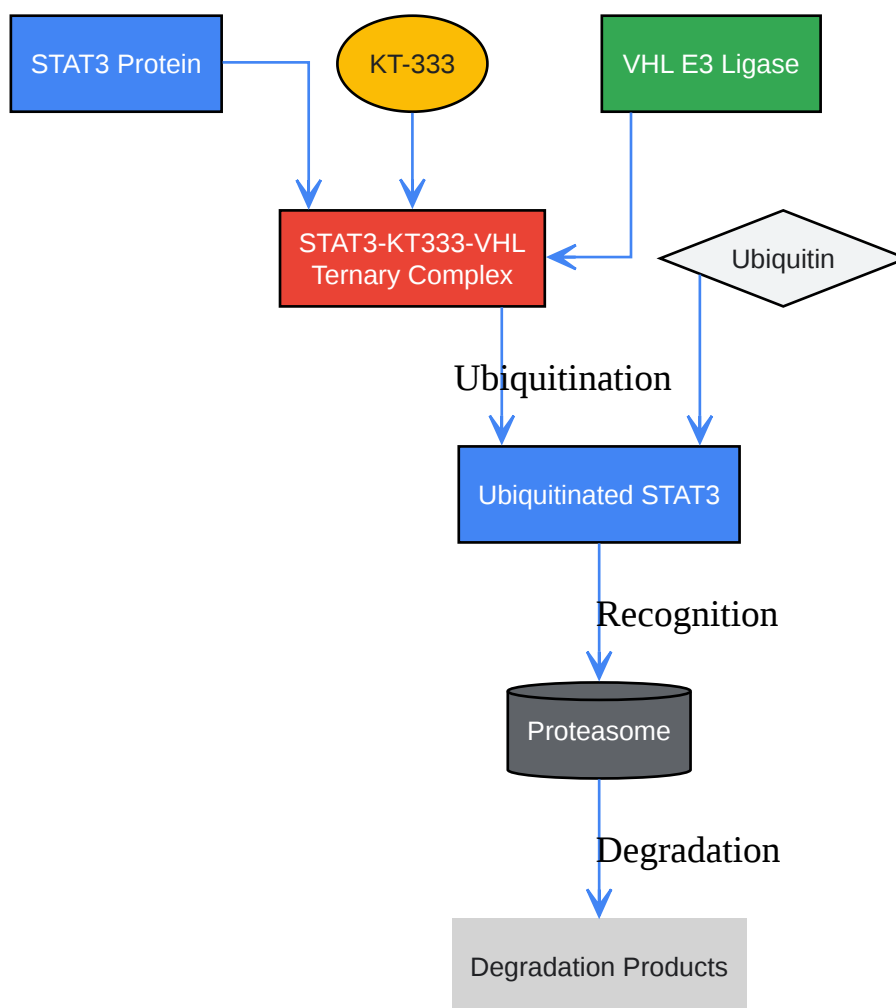 STAT3 Protein
KT-333
VHL E3 Ligase
STAT3-KT333-VHL
Ternary Complex
Ubiquitin
Ubiquitination
Ubiquitinated STAT3
Recognition
Proteasome
Degradation
Degradation Products